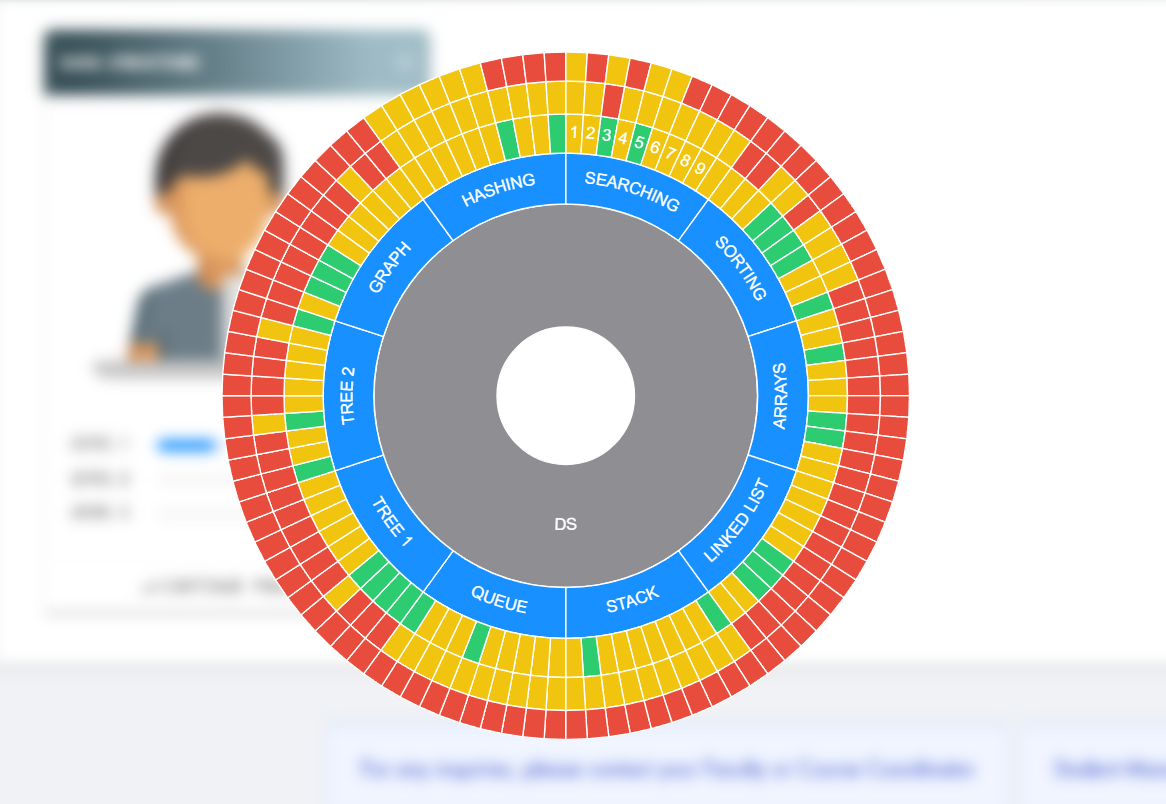 1 2 3 4 5 6 7 8 9
SEARCHING
SORTING
ARRAYS
LINKED LIST
STACK
QUEUE
TREE 1
TREE 2
GRAPH
HASHING
DS
For any inquiries, please contact your Faculty or Course Coordinator